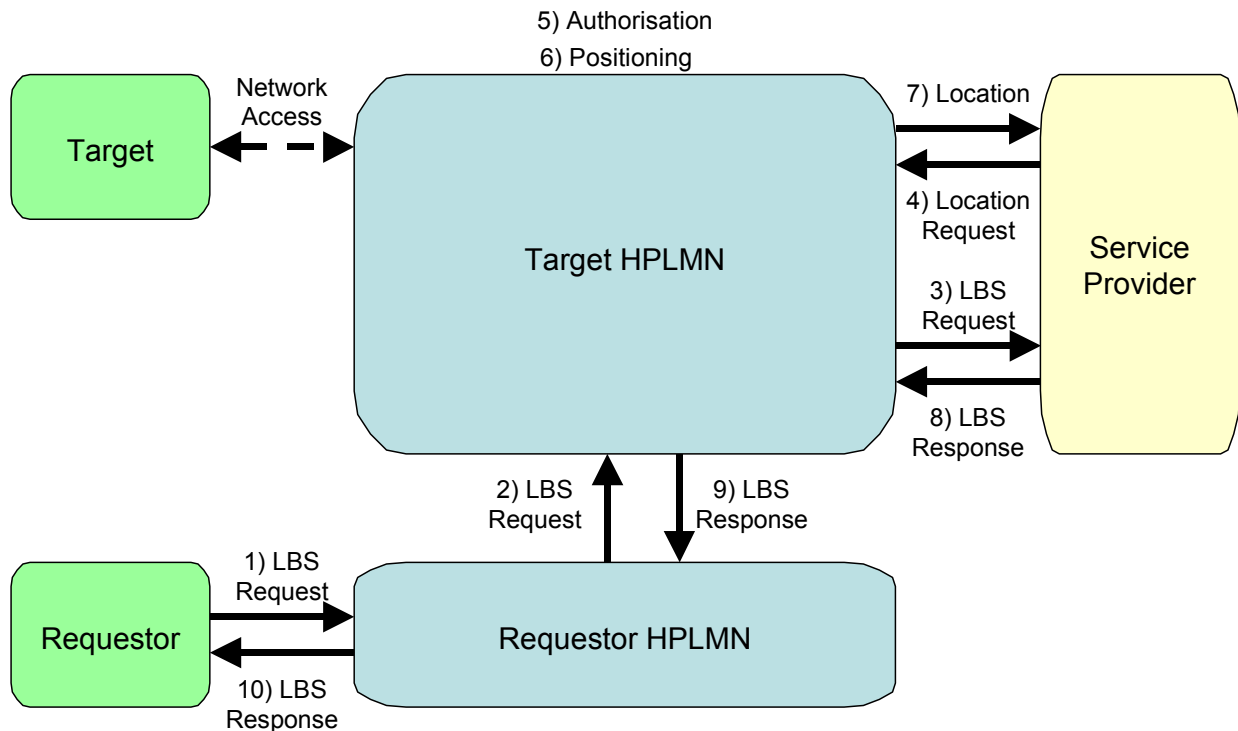 5) Authorisation
6) Positioning
Network
Access
Target
7) Location
4) Location
Request
Target HPLMN
Service
Provider
3) LBS
Request
8) LBS
Response
2) LBS
Request
9) LBS
Response
1) LBS
Request
Requestor
Requestor HPLMN
10) LBS
Response